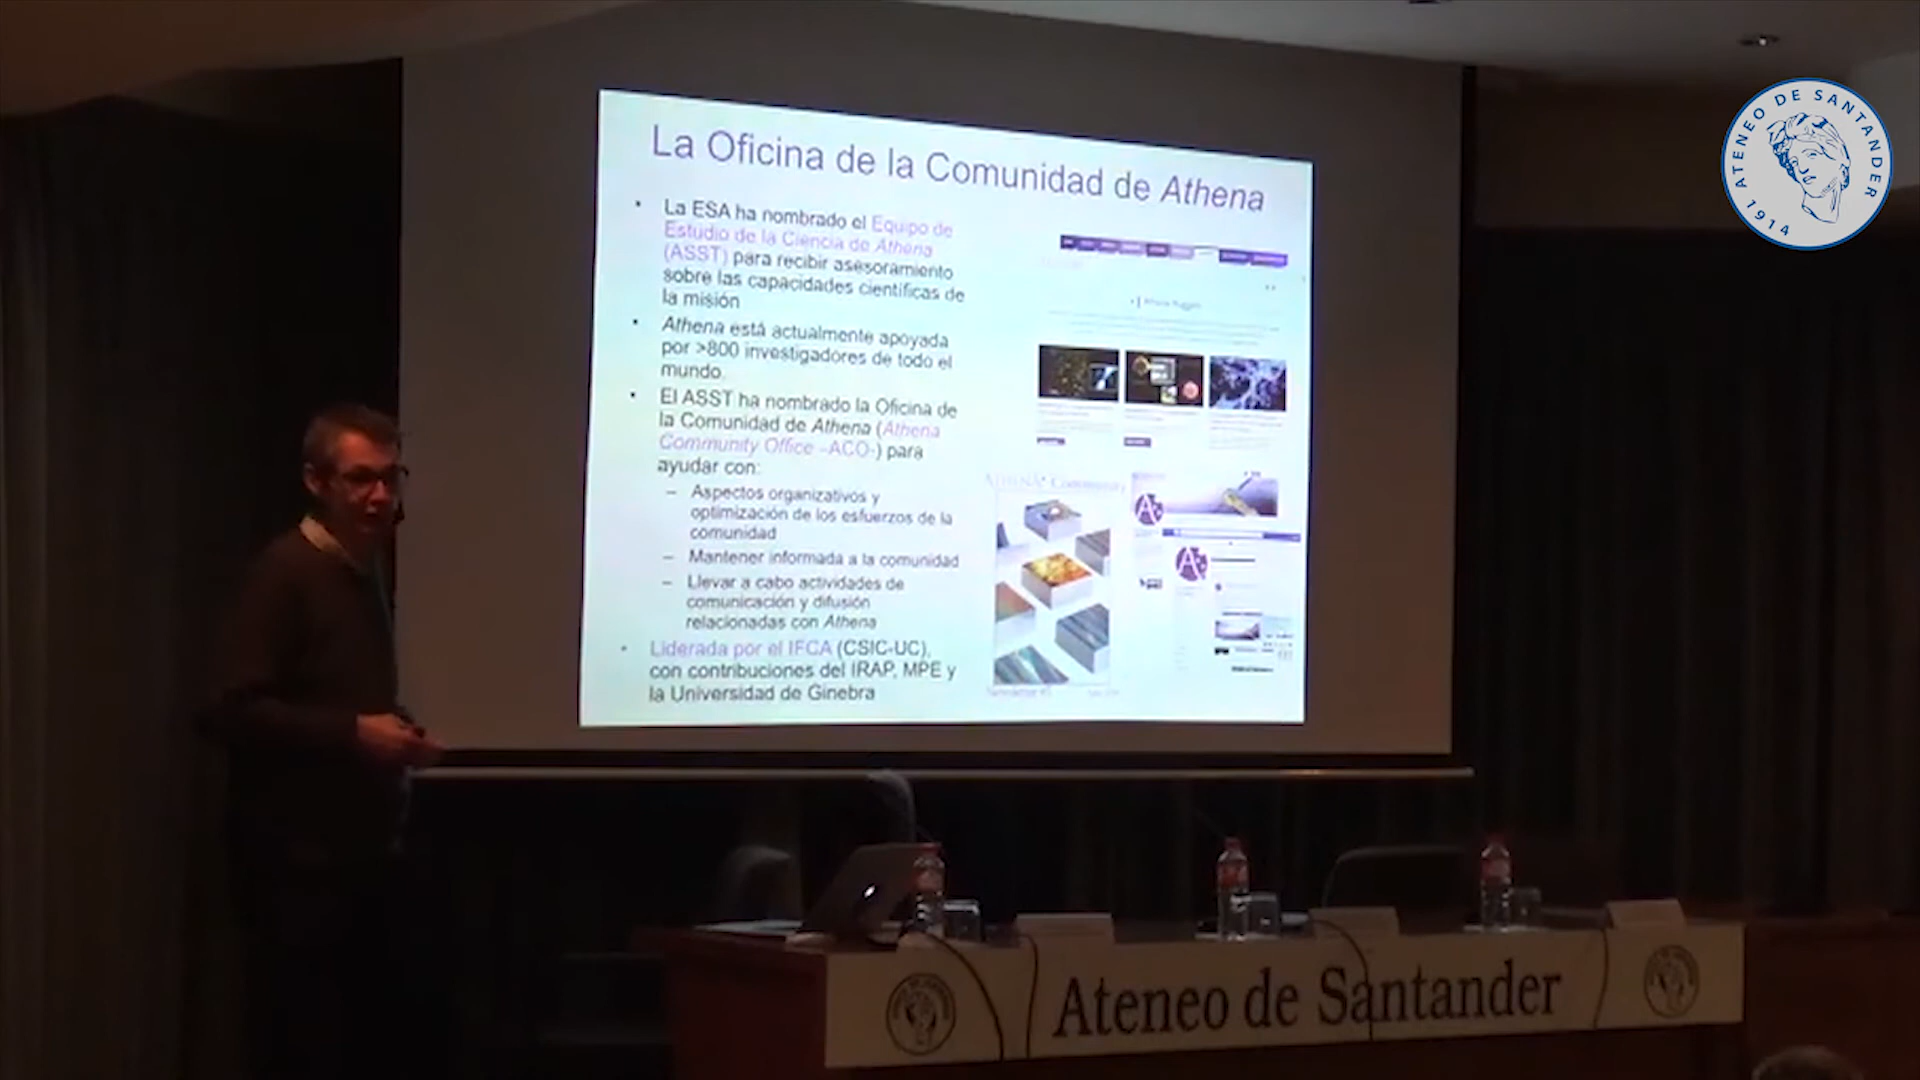 La Oficina de la Comunidad de Athena
• La ESA ha nombrado el Equipo de
Estudio de la Ciencia de Athena
(ASST) para recibir asesoramiento
sobre las capacidades científicas de
la misión
• Athena está actualmente apoyada
por >800 investigadores de todo el
mundo.
• El ASST ha nombrado la Oficina de
la Comunidad de Athena (Athena
Community Office –ACO-) para
ayudar con:
– Aspectos organizativos y
optimización de los esfuerzos de la
comunidad
– Mantener informada a la comunidad
– Llevar a cabo actividades de
comunicación y difusión
relacionadas con Athena
• Liderada por el IFCA (CSIC-UC),
con contribuciones del IRAP, MPE y
la Universidad de Ginebra
Athena Community
ATENEO DE SANTANDER
1914
Ateneo de Santander